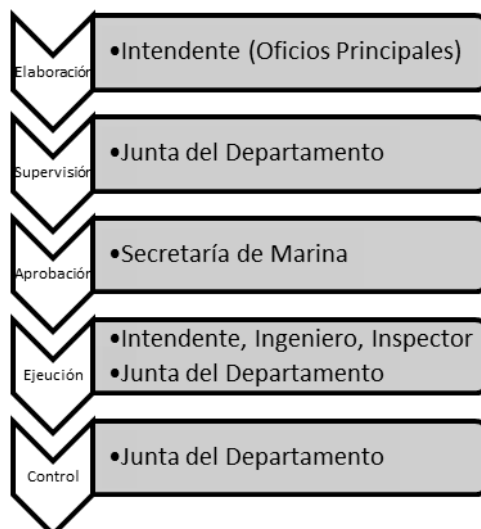 Elaboración
•Intendente (Oficios Principales)
Supervisión
•Junta del Departamento
Aprobación
•Secretaría de Marina
Ejeución
•Intendente, Ingeniero, Inspector
•Junta del Departamento
Control
•Junta del Departamento